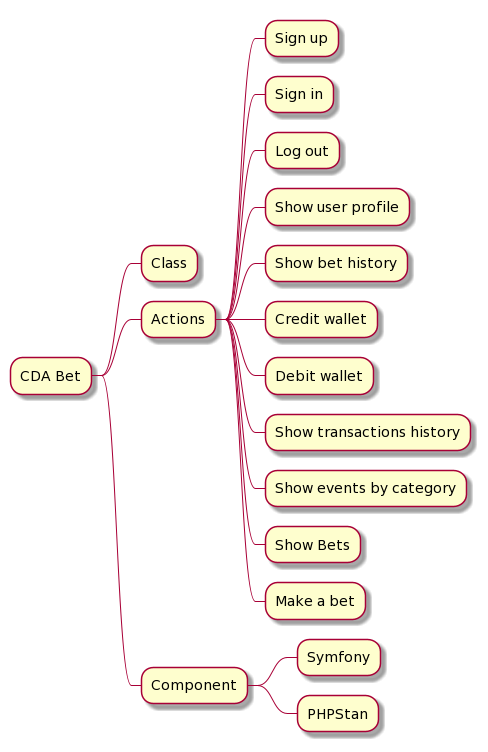 CDA Bet
Class
Actions
Sign up
Sign in
Log out
Show user profile
Show bet history
Credit wallet
Debit wallet
Show transactions history
Show events by category
Show Bets
Make a bet
Component
Symfony
PHPStan